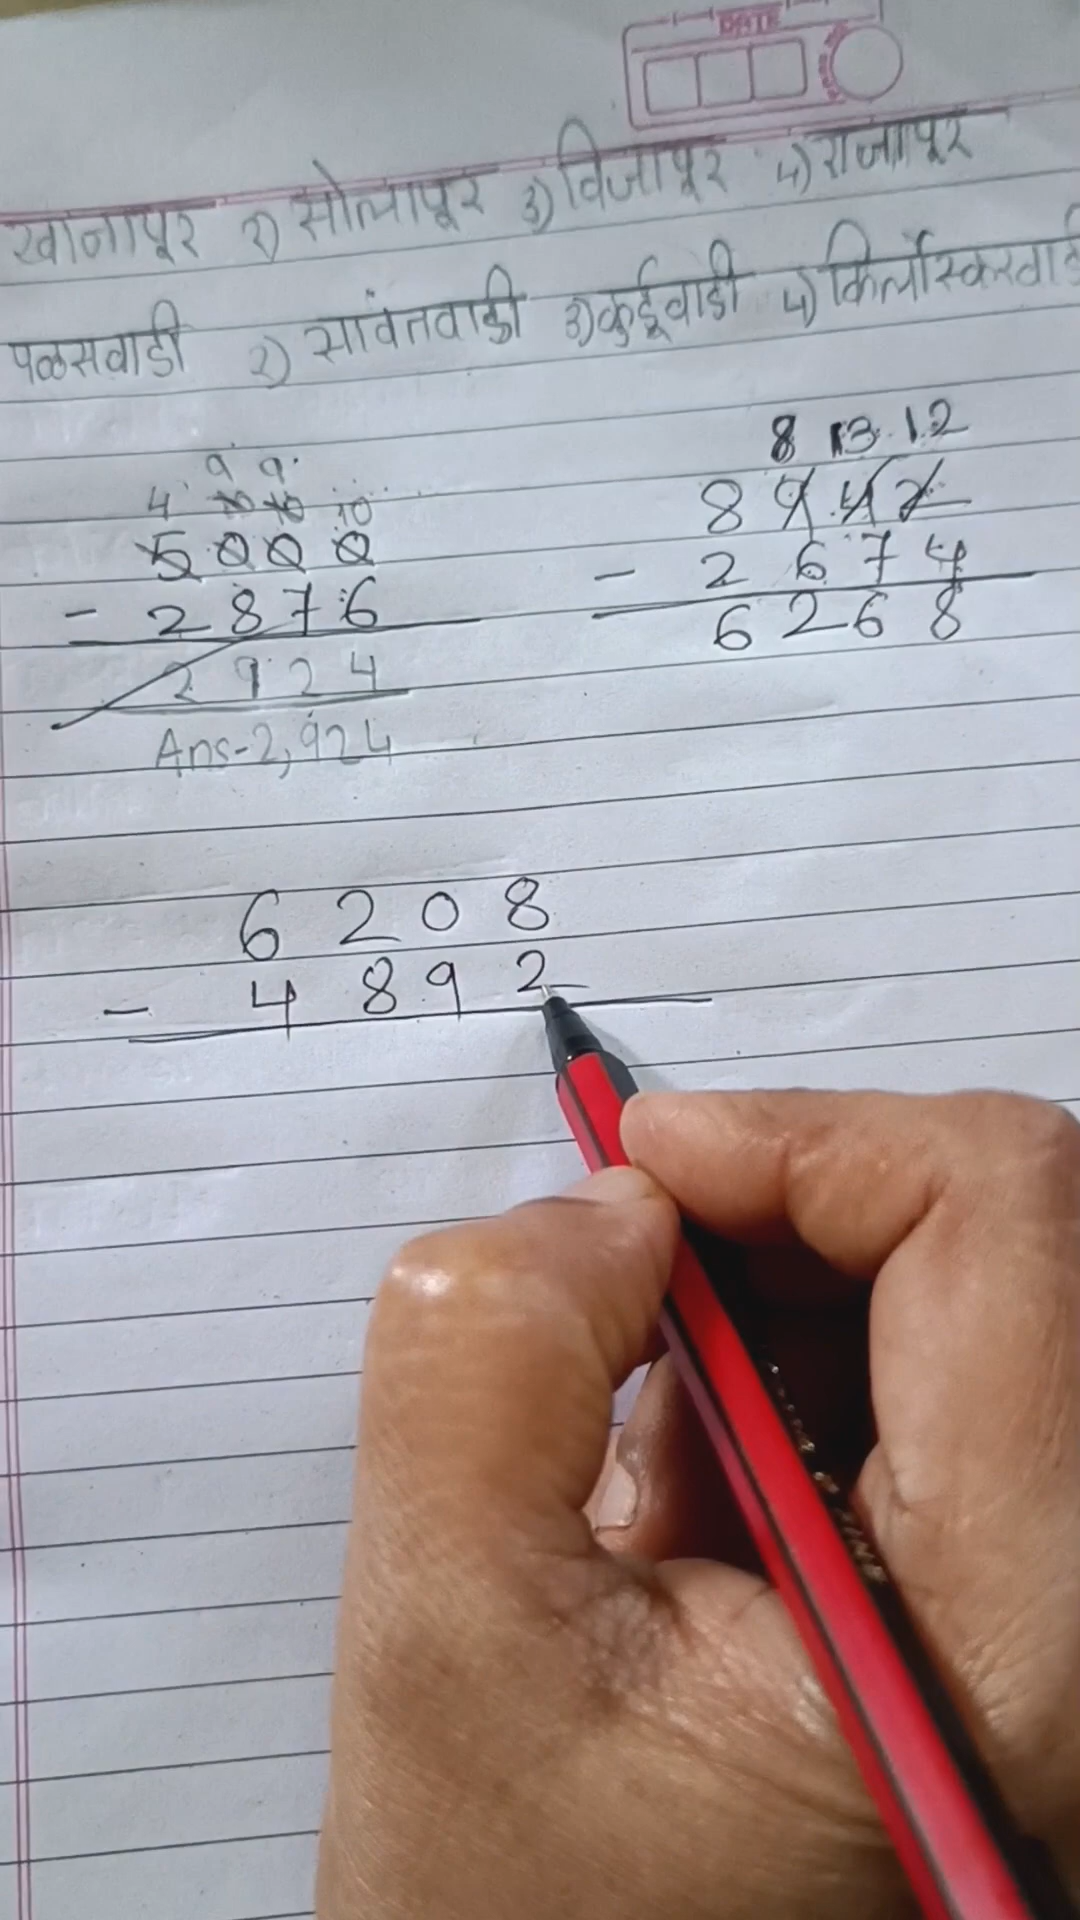 DATE
खानापूर २) सोलापूर ३) विजापूर ४) राजापूर
पळसवाडी २) सावंतवाडी ३) कुर्डूवाडी ४) किर्लोस्करवाडी
9 9
4 10 10 10
5 0 0 0
- 2 8 7 6
2 9 2 4
Ans-2,924
8 13 12
8 9 4 2
- 2 6 7 4
6 2 6 8
6 2 0 8
- 4 8 9 2